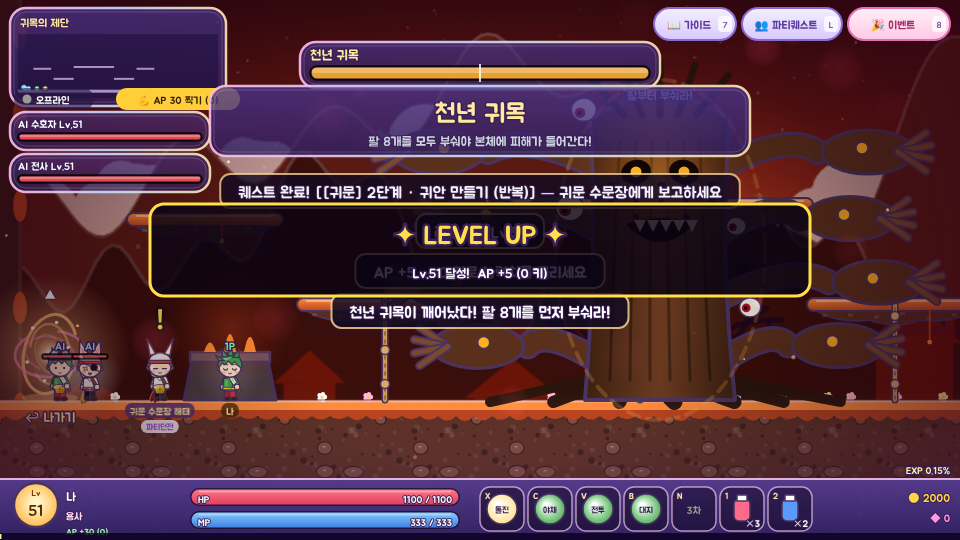 귀목의 제단
📖 가이드 7
👥 파티퀘스트 L
🎉 이벤트 8
천년 귀목
오프라인
AP 30 찍기
천년 귀목
팔 8개를 모두 부숴야 본체에 피해가 들어간다!
AI 수호자 Lv.51
AI 전사 Lv.51
퀘스트 완료! [[귀문] 2단계 · 귀안 만들기 (반복)] — 귀문 수문장에게 보고하세요
✦ LEVEL UP ✦
Lv.51 달성! AP +5 (0 키)
천년 귀목이 깨어났다! 팔 8개를 먼저 부숴라!
!
AI AI
1P
귀문 수문장 해태
나
파티던전
↩ 나가기
EXP 0.15%
Lv
51
나
용사
AP +30 (0)
HP 1100 / 1100
MP 333 / 333
X 돌진
C 야채
V 전투
B 대지
N 3차
1 ×3
2 ×2
2000
0